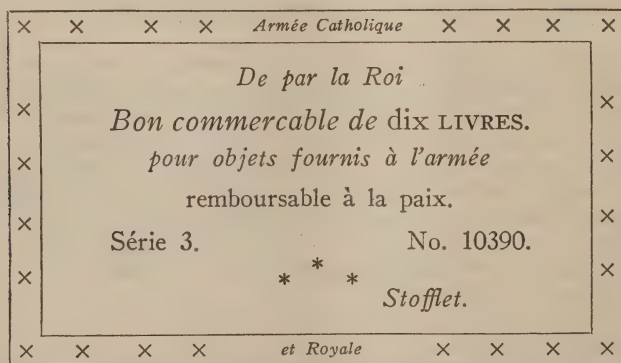 × × × × Armée Catholique × × × ×
De par la Roi
Bon commercable de dix LIVRES.
pour objets fournis à l'armée
remboursable à la paix.
Série 3. No. 10390.
* * *
Stofflet.
× × × × et Royale × × × ×